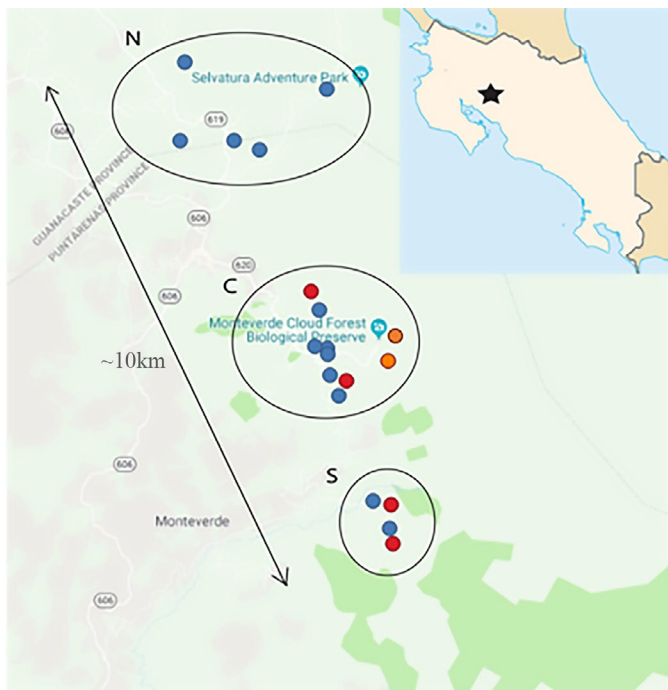 N
Selvatura Adventure Park
619
606
GUANACASTE PROVINCE
PUNTARENAS PROVINCE
606
620
C
606
Monteverde Cloud Forest
Biological Preserve
~10km
606
S
Monteverde
606